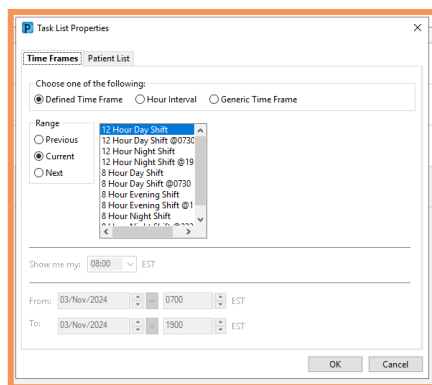 P Task List Properties
Time Frames Patient List
Choose one of the following:
Defined Time Frame Hour Interval Generic Time Frame
Range
Previous
Current
Next
12 Hour Day Shift
12 Hour Day Shift @0730
12 Hour Night Shift
12 Hour Night Shift @19
8 Hour Day Shift
8 Hour Day Shift @0730
8 Hour Evening Shift
8 Hour Evening Shift @1
8 Hour Night Shift
Show me my: 08:00 EST
From: 03/Nov/2024 0700 EST
To: 03/Nov/2024 1900 EST
OK Cancel